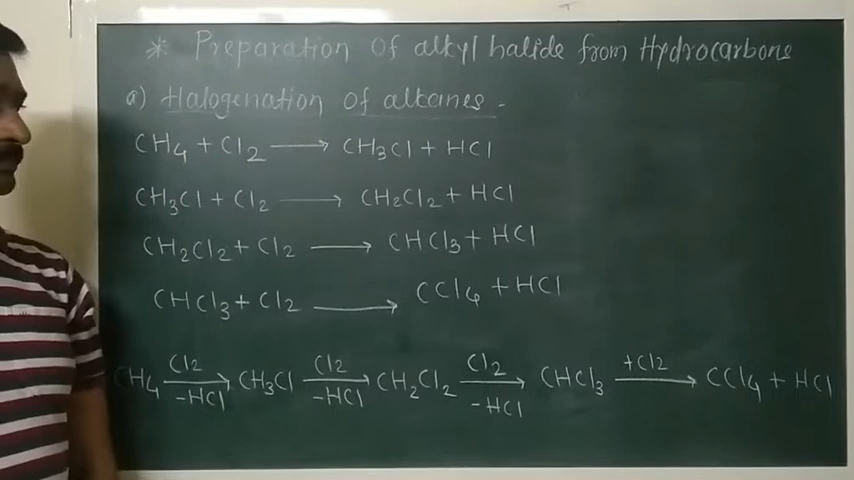 * Preparation of alkyl halide from Hydrocarbons
a) Halogenation of alkanes -
CH4 + Cl2 ⟶ CH3Cl + HCl
CH3Cl + Cl2 ⟶ CH2Cl2 + HCl
CH2Cl2 + Cl2 ⟶ CHCl3 + HCl
CHCl3 + Cl2 ⟶ CCl4 + HCl
Cl2 Cl2 Cl2 +Cl2
CH4 ⟶ CH3Cl ⟶ CH2Cl2 ⟶ CHCl3 ⟶ CCl4 + HCl
-HCl -HCl -HCl